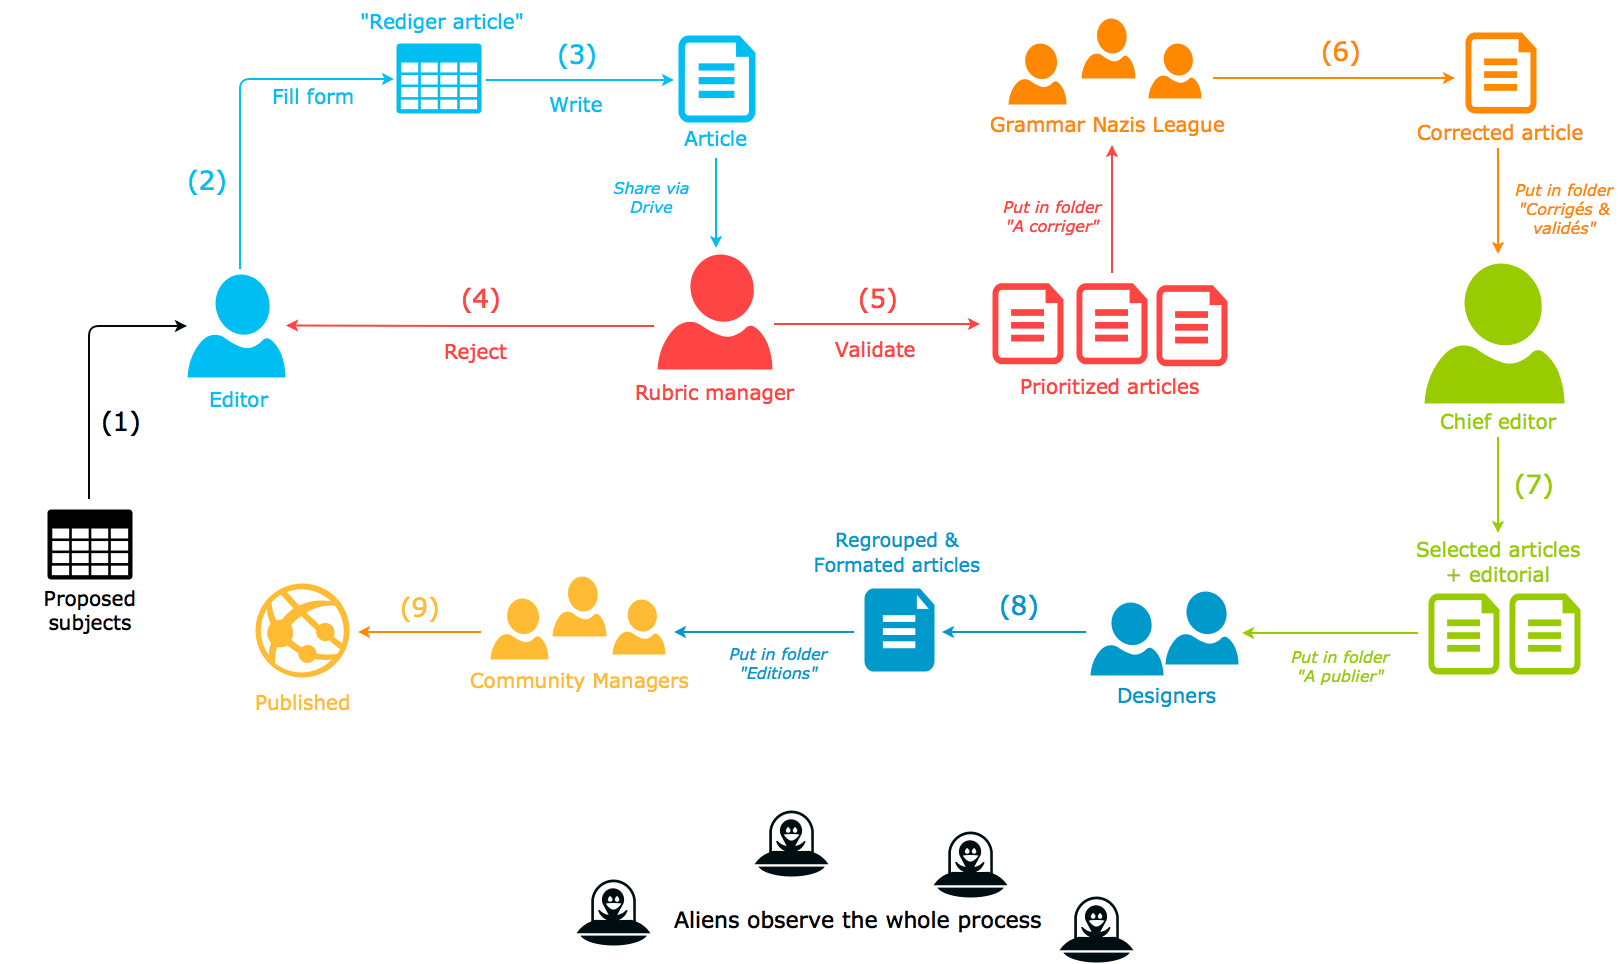 "Rediger article"
(3)
Fill form
Write
Article
(2)
Share via
Drive
Editor
(1)
Proposed
subjects
(4)
Reject
Rubric manager
(5)
Validate
Prioritized articles
Put in folder
"A corriger"
Grammar Nazis League
(6)
Corrected article
Put in folder
"Corrigés &
validés"
Chief editor
(7)
Selected articles
+ editorial
Put in folder
"A publier"
Designers
(8)
Regrouped &
Formated articles
Put in folder
"Editions"
Community Managers
(9)
Published
Aliens observe the whole process